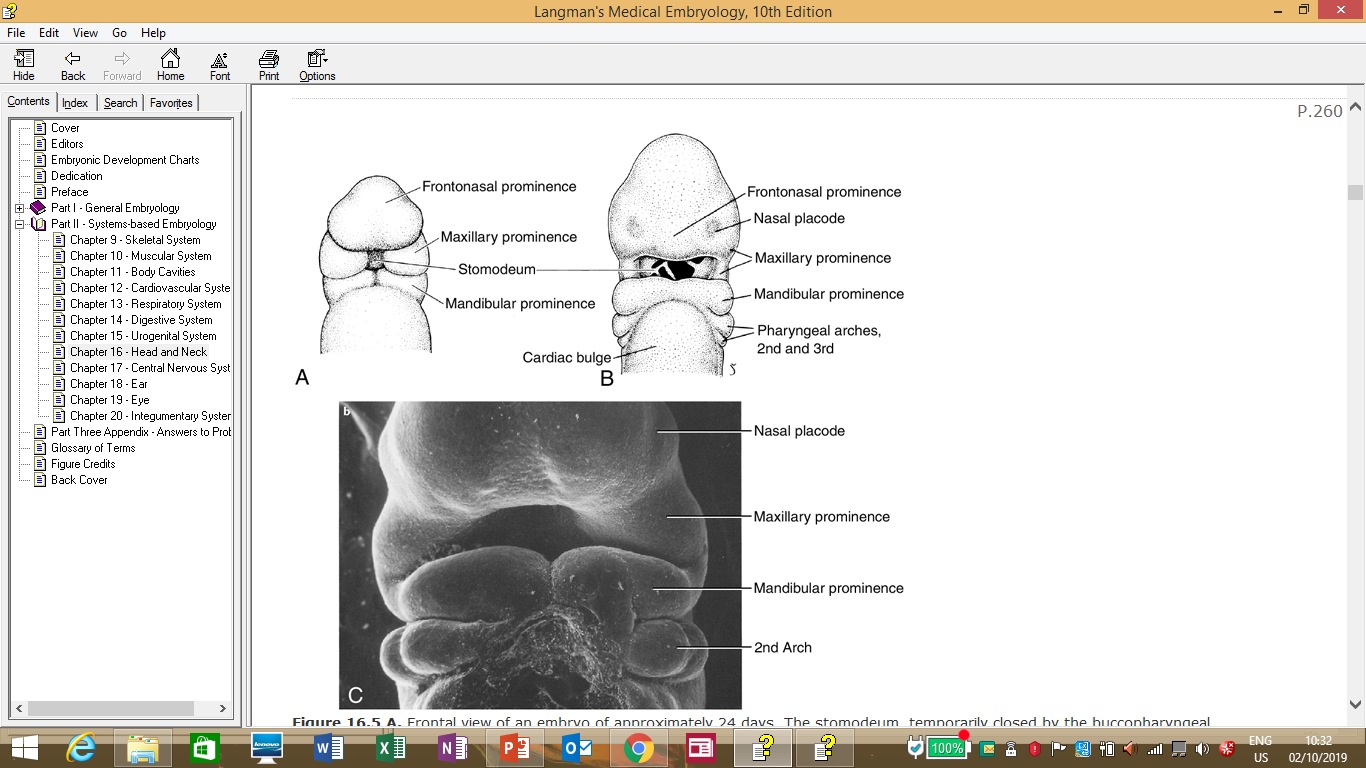 Langman's Medical Embryology, 10th Edition
File Edit View Go Help
Hide Back Forward Home Font Print Options
Contents Index Search Favorites
Cover
Editors
Embryonic Development Charts
Dedication
Preface
Part I - General Embryology
Part II - Systems-based Embryology
Chapter 9 - Skeletal System
Chapter 10 - Muscular System
Chapter 11 - Body Cavities
Chapter 12 - Cardiovascular Syste
Chapter 13 - Respiratory System
Chapter 14 - Digestive System
Chapter 15 - Urogenital System
Chapter 16 - Head and Neck
Chapter 17 - Central Nervous Syst
Chapter 18 - Ear
Chapter 19 - Eye
Chapter 20 - Integumentary System
Part Three Appendix - Answers to Prob
Glossary of Terms
Figure Credits
Back Cover
P.260
Frontonasal prominence
Maxillary prominence
Stomodeum
Mandibular prominence
A
Frontonasal prominence
Nasal placode
Maxillary prominence
Mandibular prominence
Pharyngeal arches,
2nd and 3rd
Cardiac bulge
B
b
Nasal placode
Maxillary prominence
Mandibular prominence
2nd Arch
C
Figure 16.5 A. Frontal view of an embryo of approximately 24 days. The stomodeum, temporarily closed by the buccopharyngeal
lenovo
100%
ENG
US
10:32
02/10/2019